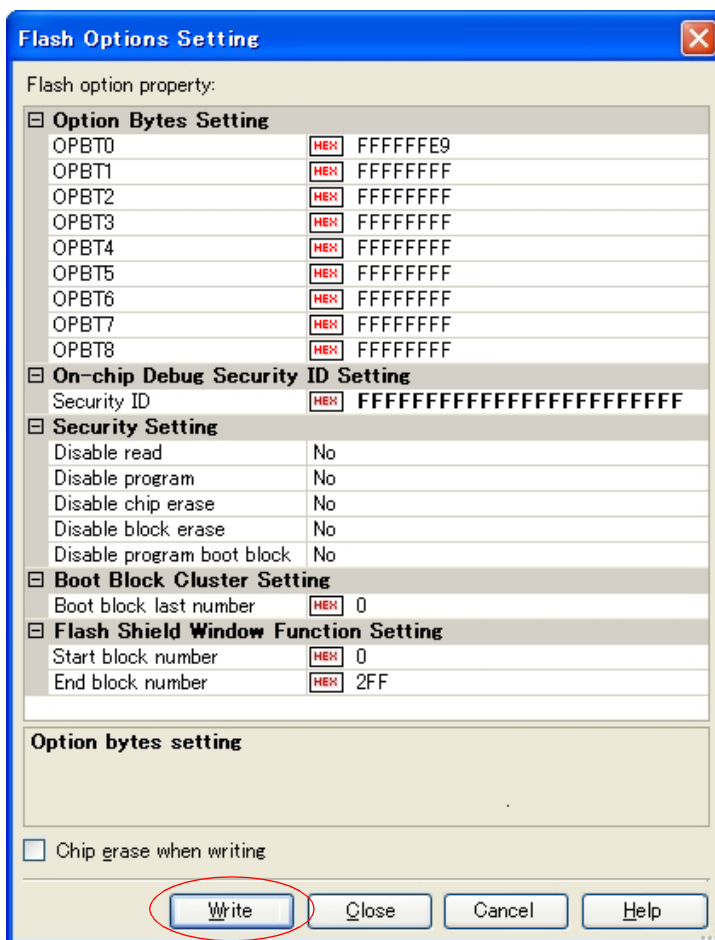 Flash Options Setting
Flash option property:
Option Bytes Setting
OPBT0 HEX FFFFFFE9
OPBT1 HEX FFFFFFFF
OPBT2 HEX FFFFFFFF
OPBT3 HEX FFFFFFFF
OPBT4 HEX FFFFFFFF
OPBT5 HEX FFFFFFFF
OPBT6 HEX FFFFFFFF
OPBT7 HEX FFFFFFFF
OPBT8 HEX FFFFFFFF
On-chip Debug Security ID Setting
Security ID HEX FFFFFFFFFFFFFFFFFFFFFFFF
Security Setting
Disable read No
Disable program No
Disable chip erase No
Disable block erase No
Disable program boot block No
Boot Block Cluster Setting
Boot block last number HEX 0
Flash Shield Window Function Setting
Start block number HEX 0
End block number HEX 2FF
Option bytes setting
Chip erase when writing
Write Close Cancel Help